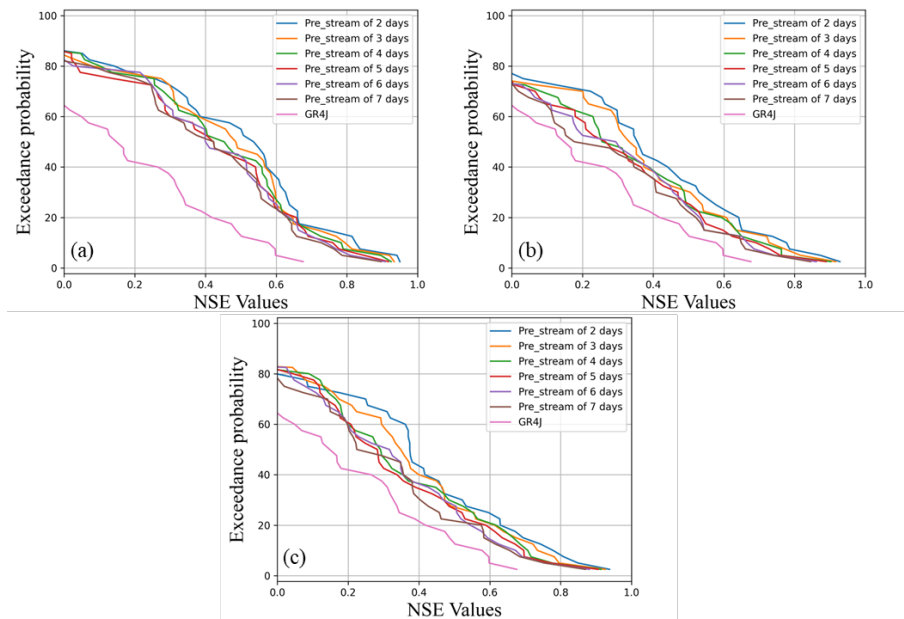 100
80
60
40
20
0
Exceedance probability
(a)
Pre_stream of 2 days
Pre_stream of 3 days
Pre_stream of 4 days
Pre_stream of 5 days
Pre_stream of 6 days
Pre_stream of 7 days
GR4J
0.0 0.2 0.4 0.6 0.8 1.0
NSE Values
100
80
60
40
20
0
Exceedance probability
(b)
Pre_stream of 2 days
Pre_stream of 3 days
Pre_stream of 4 days
Pre_stream of 5 days
Pre_stream of 6 days
Pre_stream of 7 days
GR4J
0.0 0.2 0.4 0.6 0.8 1.0
NSE Values
100
80
60
40
20
0
Exceedance probability
(c)
Pre_stream of 2 days
Pre_stream of 3 days
Pre_stream of 4 days
Pre_stream of 5 days
Pre_stream of 6 days
Pre_stream of 7 days
GR4J
0.0 0.2 0.4 0.6 0.8 1.0
NSE Values